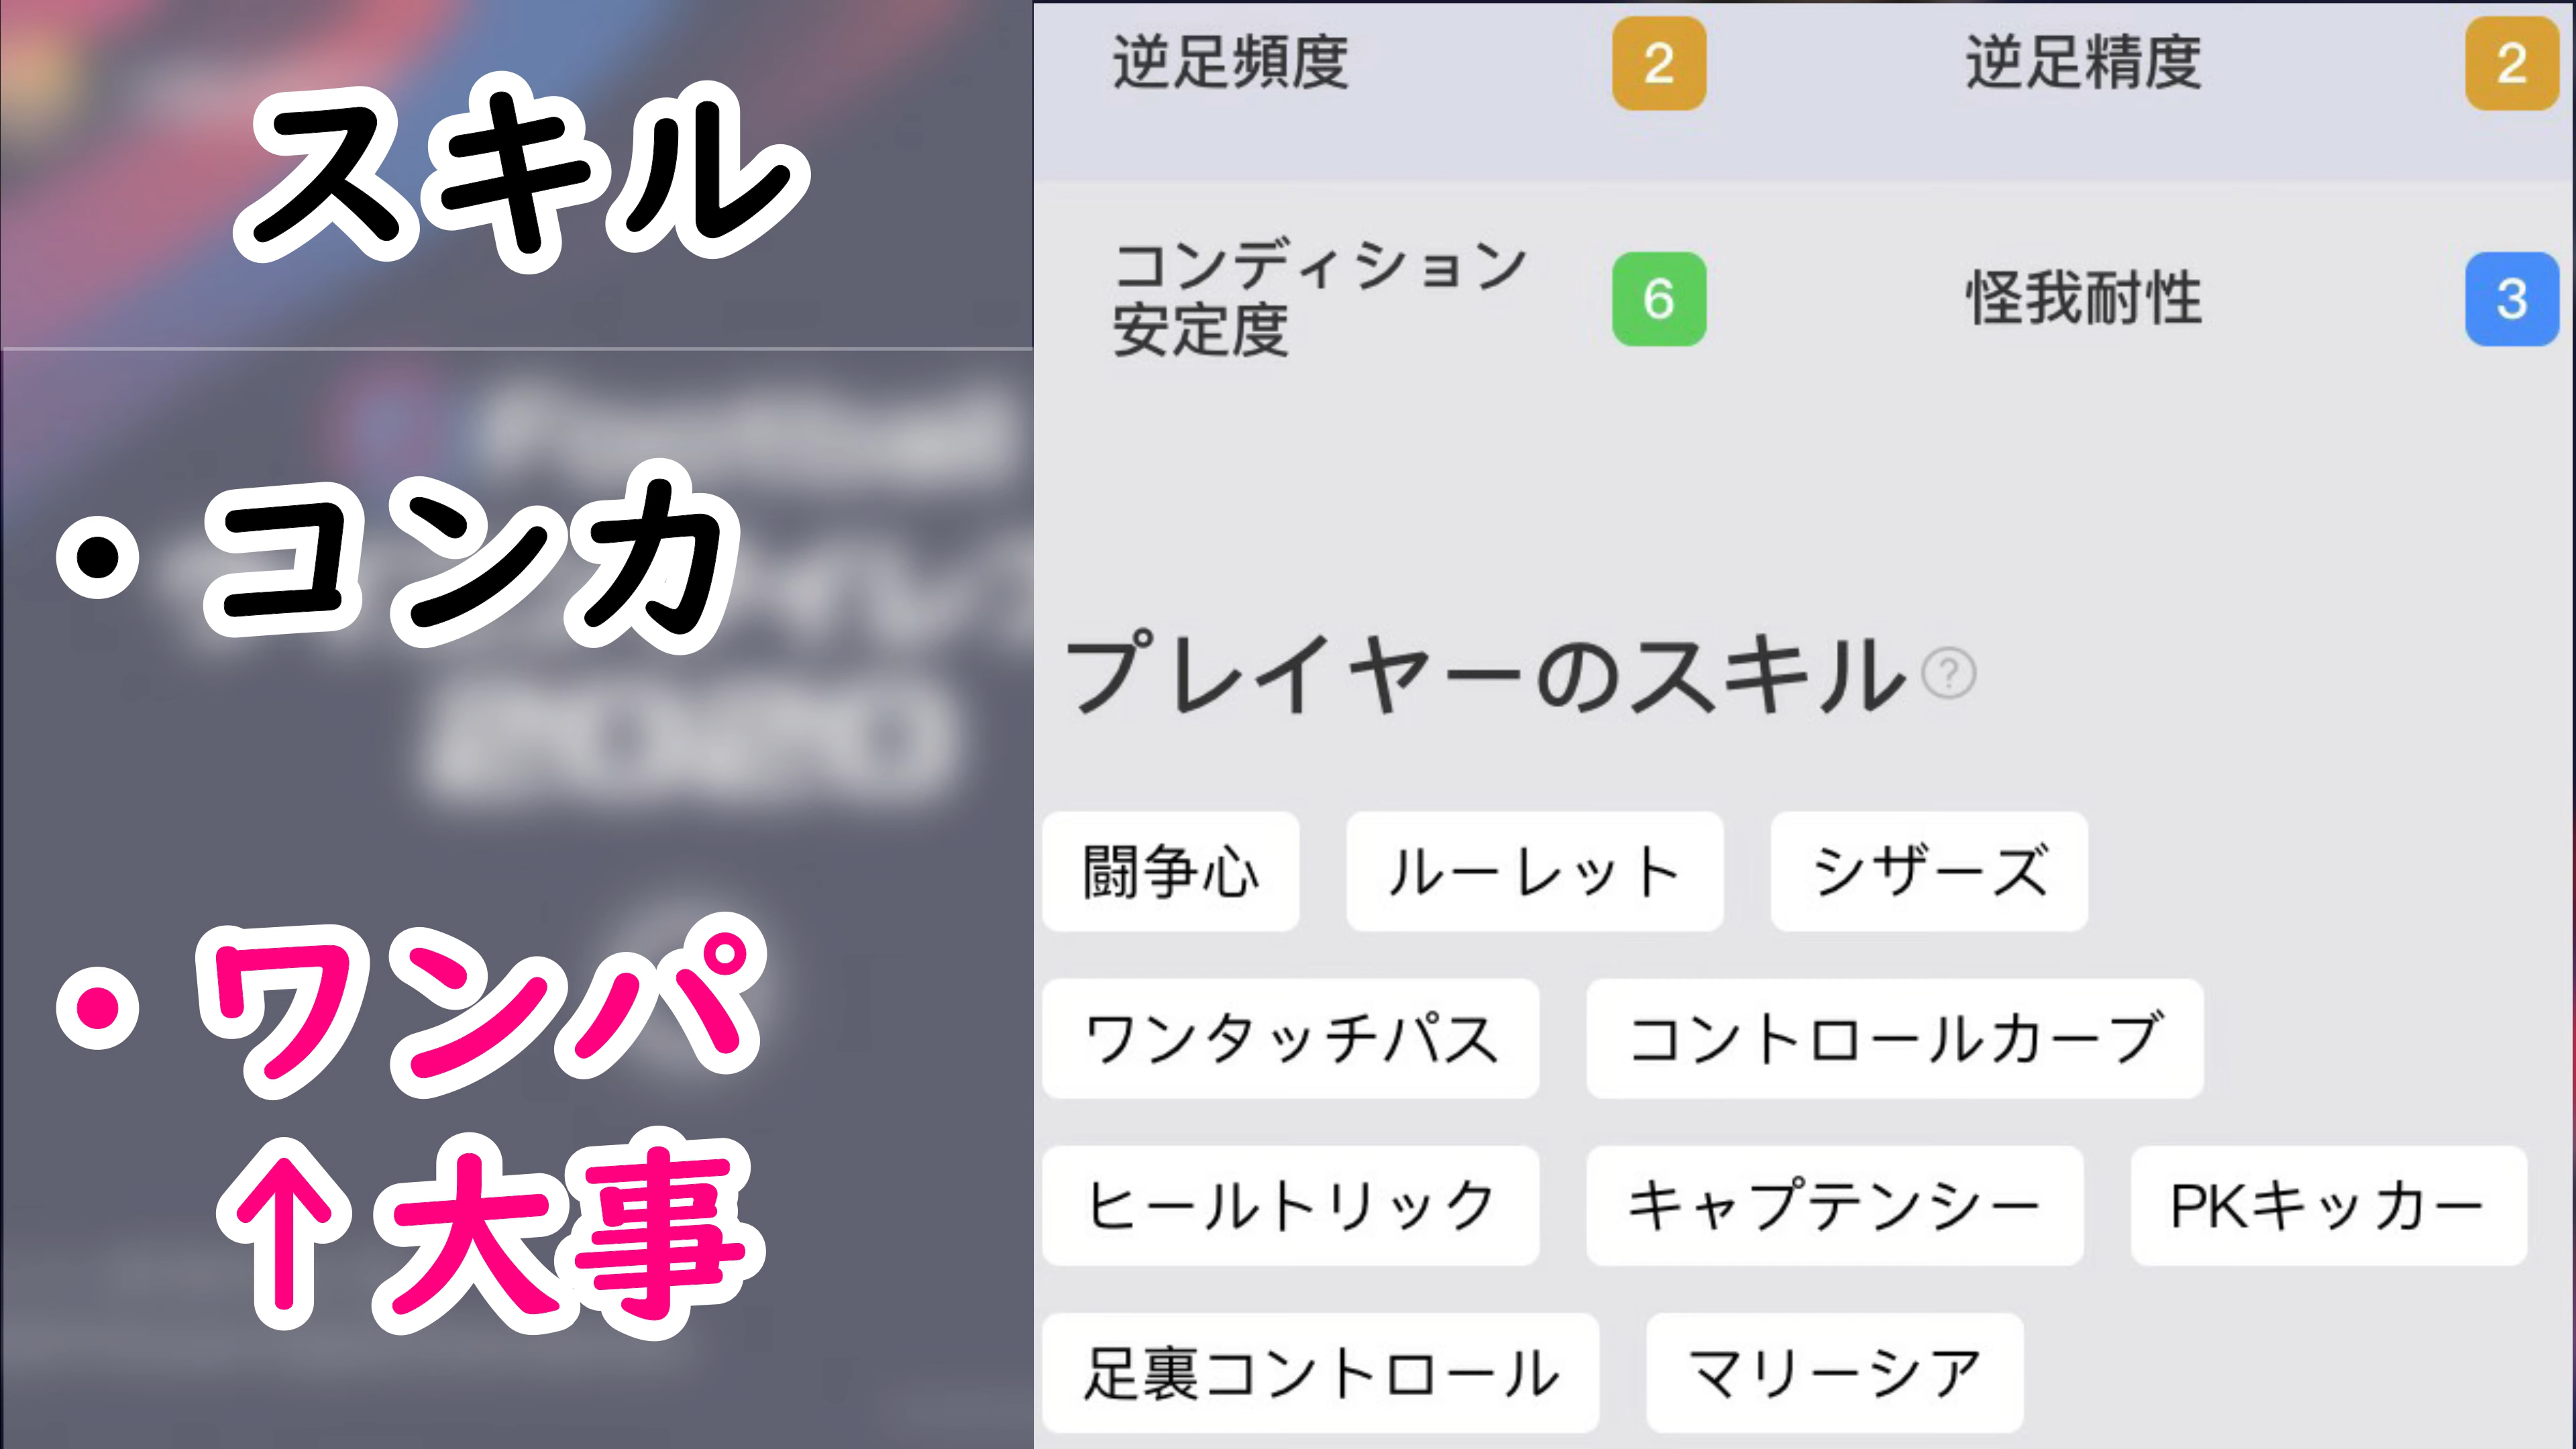 スキル
・コンカ
・ワンパ
↑大事
逆足頻度 2 逆足精度 2
コンディション
安定度 6 怪我耐性 3
プレイヤーのスキル ?
闘争心 ルーレット シザーズ
ワンタッチパス コントロールカーブ
ヒールトリック キャプテンシー PKキッカー
足裏コントロール マリーシア
Football
2020